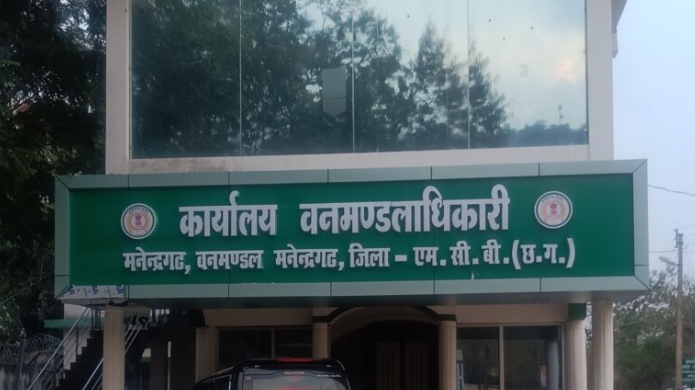 कार्यालय वनमण्डलाधिकारी
मनेन्द्रगढ, वनमण्डल मनेन्द्रगढ, जिला - एम. सी. बी. (छ. ग.)